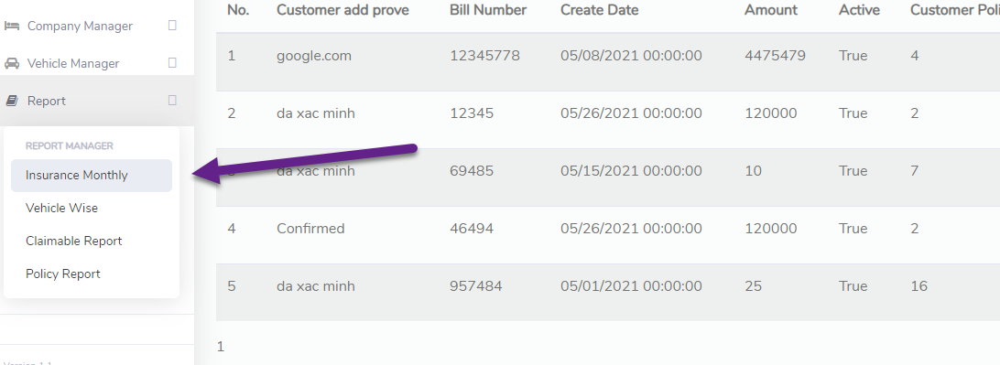 No. Customer add prove Bill Number Create Date Amount Active Customer Poli
Company Manager
Vehicle Manager
Report
REPORT MANAGER
Insurance Monthly
Vehicle Wise
Claimable Report
Policy Report
1 google.com 12345778 05/08/2021 00:00:00 4475479 True 4
2 da xac minh 12345 05/26/2021 00:00:00 120000 True 2
3 da xac minh 69485 05/15/2021 00:00:00 10 True 7
4 Confirmed 46494 05/26/2021 00:00:00 120000 True 2
5 da xac minh 957484 05/01/2021 00:00:00 25 True 16
1